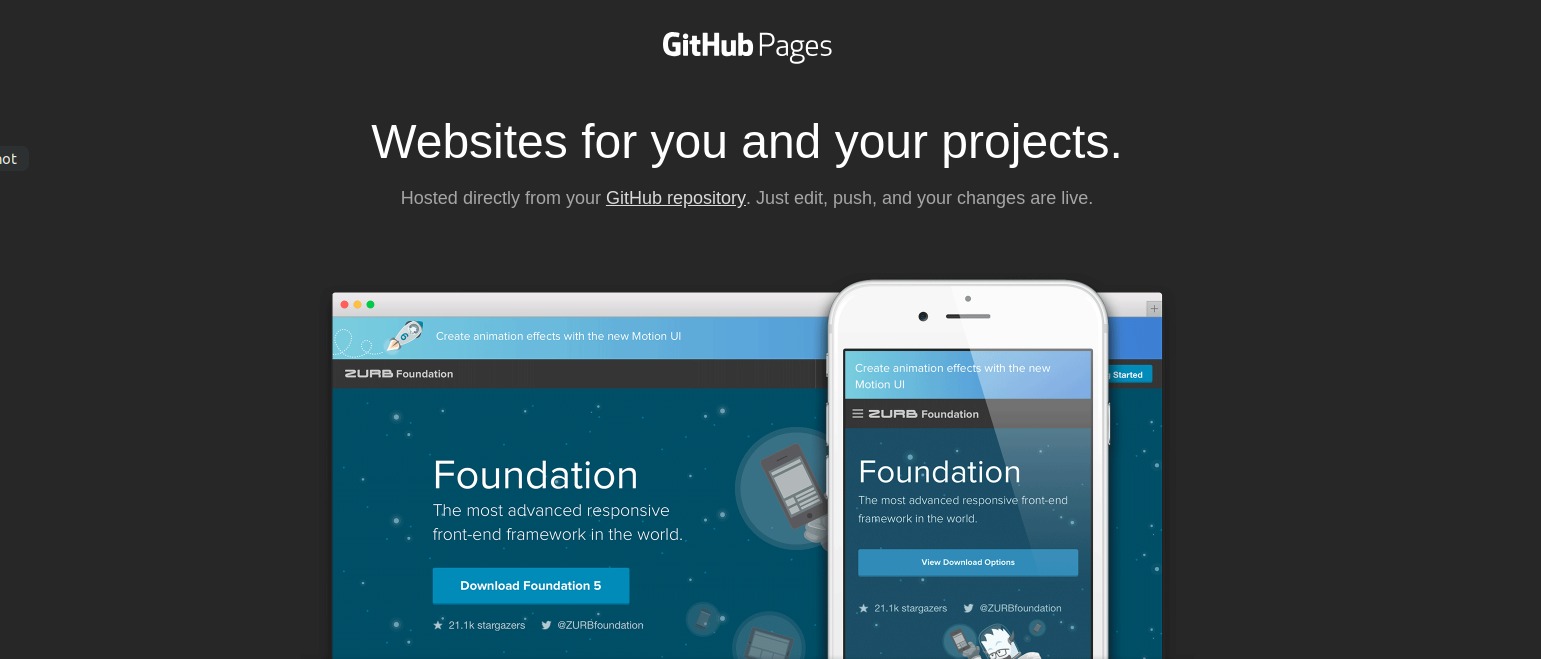 GitHub Pages
Websites for you and your projects.
Hosted directly from your GitHub repository. Just edit, push, and your changes are live.
Create animation effects with the new Motion UI
ZURB Foundation
Foundation
The most advanced responsive
front-end framework in the world.
Download Foundation 5
21.1k stargazers @ZURBfoundation
Create animation effects with the new
Motion UI
Started
ZURB Foundation
Foundation
The most advanced responsive front-end
framework in the world.
View Download Options
21.1k stargazers @ZURBfoundation